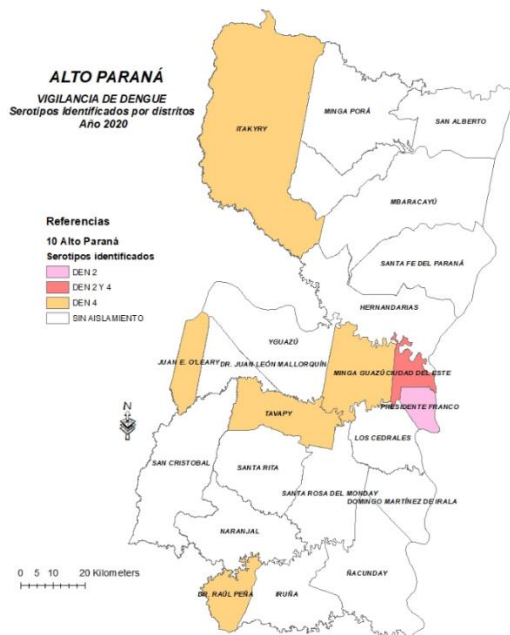 ALTO PARANÁ
VIGILANCIA DE DENGUE
Serotipos Identificados por distritos
Año 2020
ITAKYRY
MINGA PORÁ
SAN ALBERTO
MBARACAYÚ
SANTA FE DEL PARANÁ
HERNANDARIAS
Referencias
10 Alto Paraná
Serotipos identificados
DEN 2
DEN 2 Y 4
DEN 4
SIN AISLAMIENTO
YGUAZÚ
JUAN E. O'LEARY
DR. JUAN LEÓN MALLORQUÍN
MINGA GUAZÚ
CIUDAD DEL ESTE
PRESIDENTE FRANCO
TAVAPY
LOS CEDRALES
N
SAN CRISTOBAL
SANTA RITA
SANTA ROSA DEL MONDAY
DOMINGO MARTÍNEZ DE IRALA
NARANJAL
ÑACUNDAY
DR. RAÚL PEÑA
IRUÑA
0 5 10 20 Kilometers